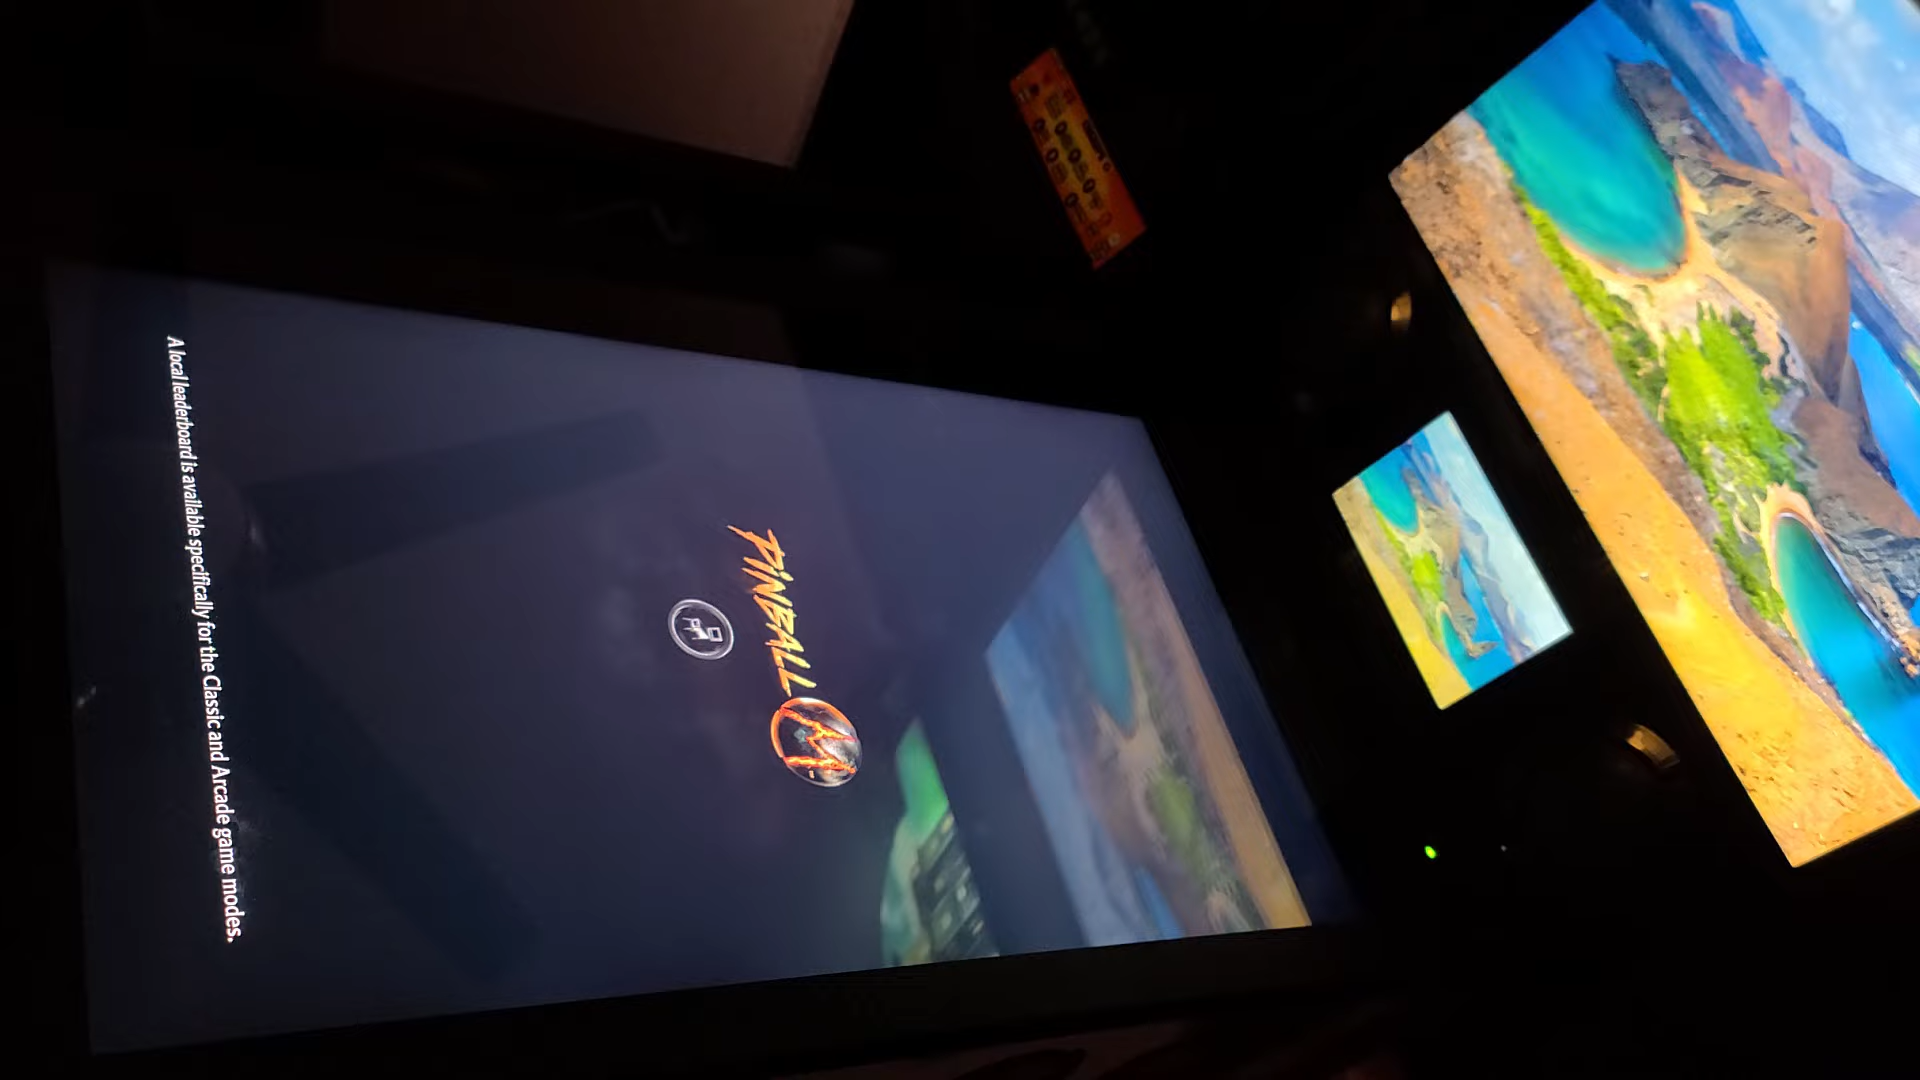 PINBALL M
A local leaderboard is available specifically for the Classic and Arcade game modes.